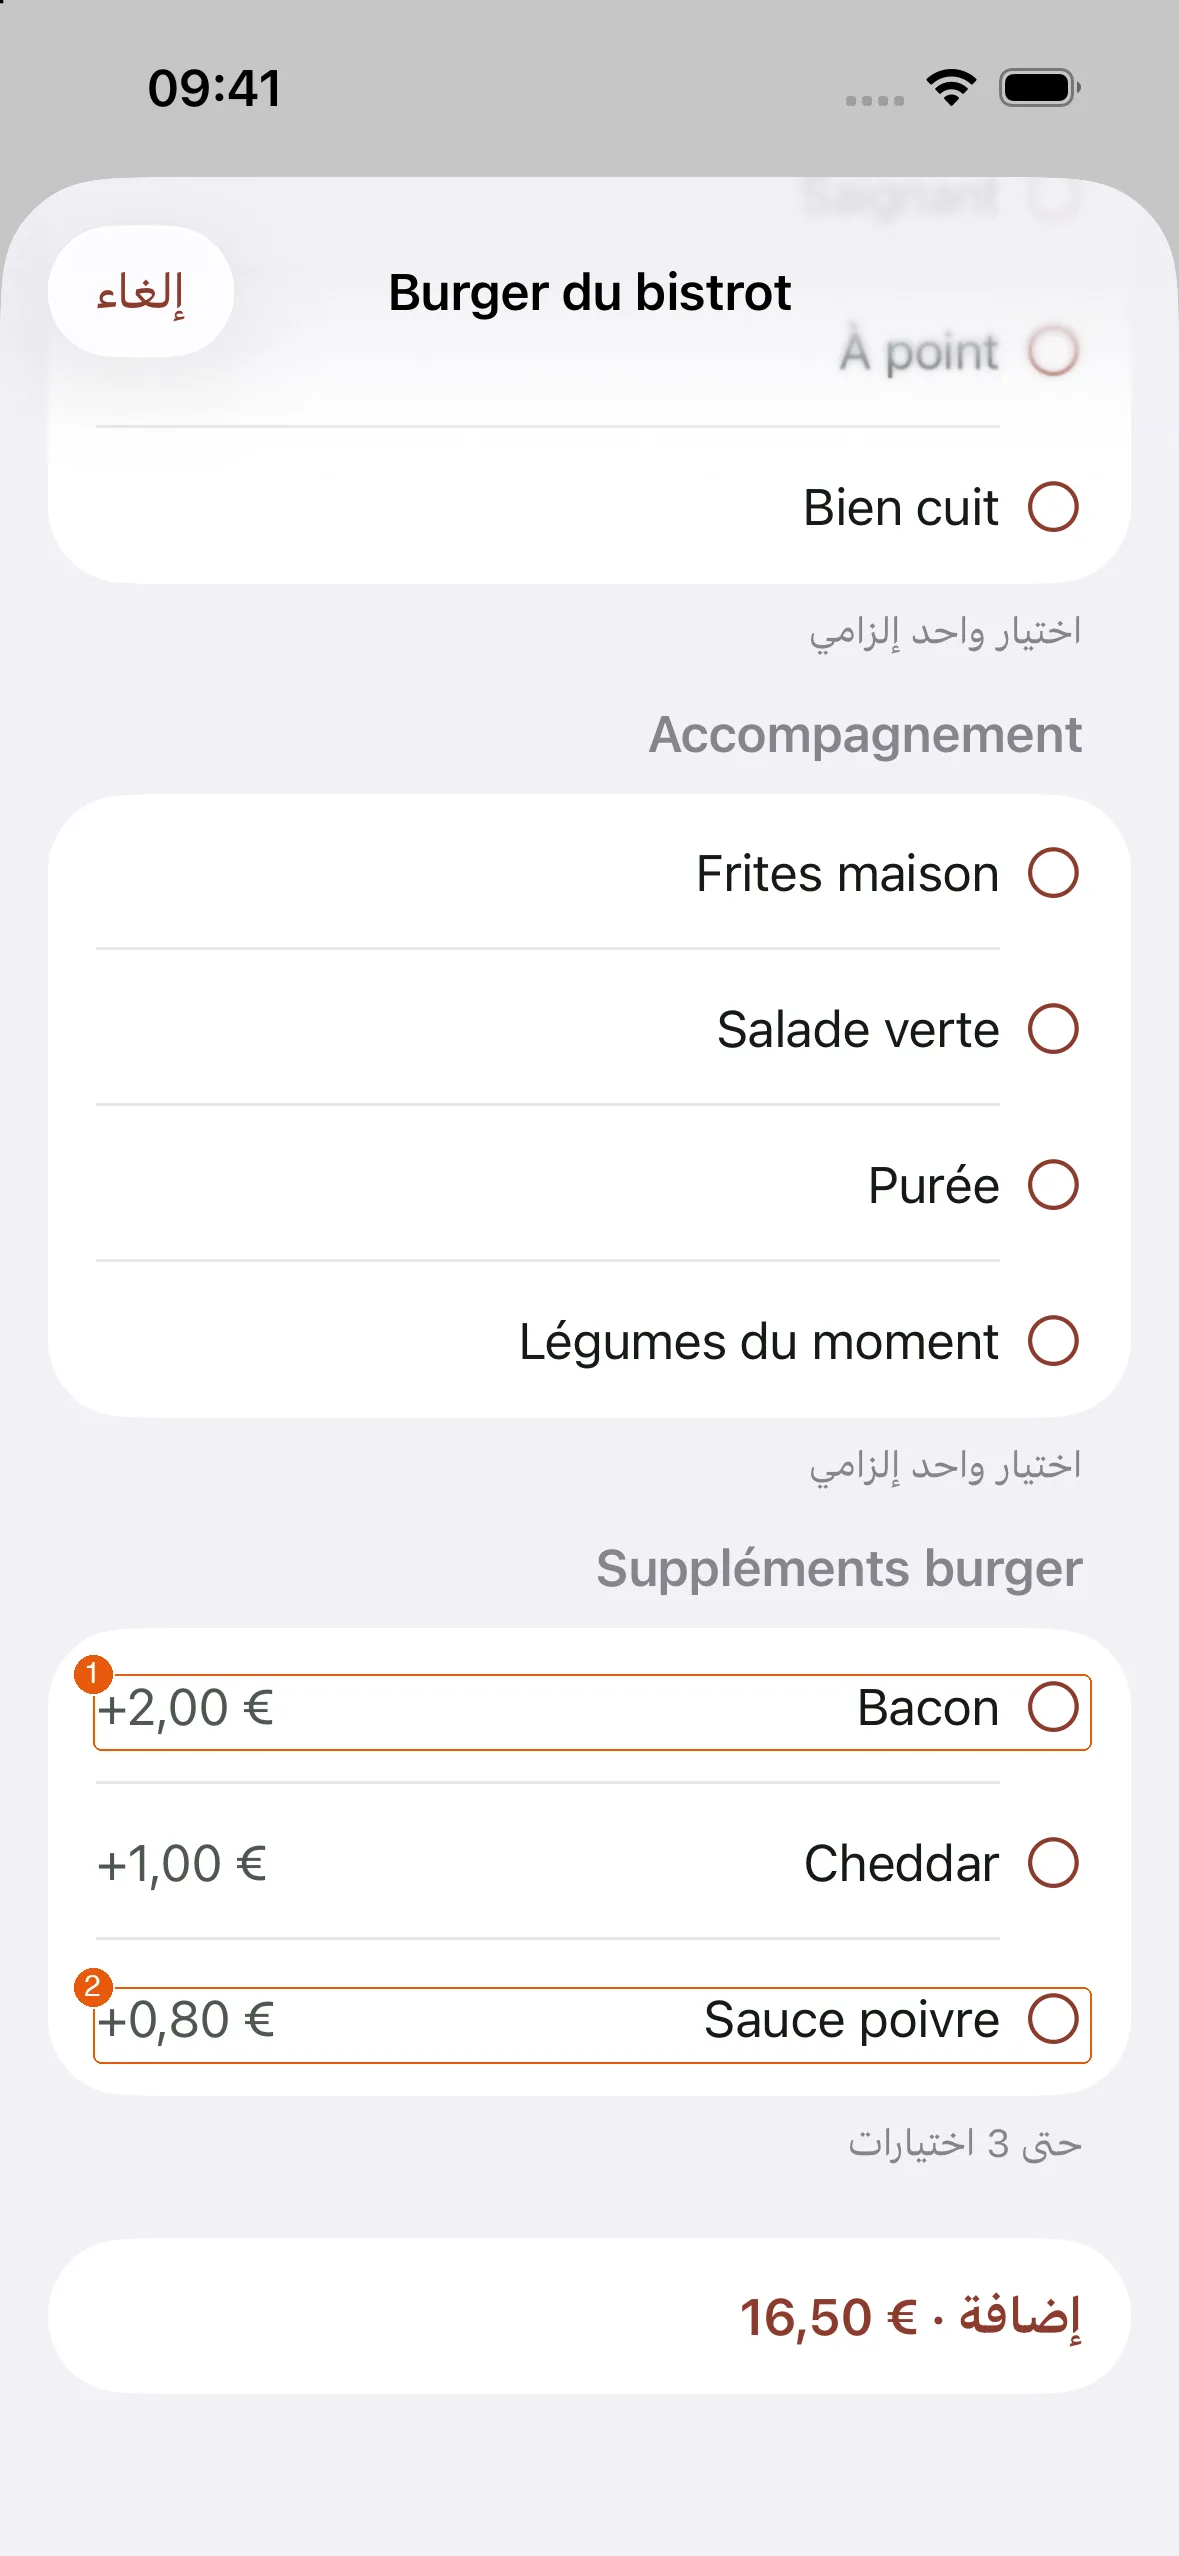 09:41
Saignant
إلغاء
Burger du bistrot
À point
Bien cuit
اختيار واحد إلزامي
Accompagnement
Frites maison
Salade verte
Purée
Légumes du moment
اختيار واحد إلزامي
Suppléments burger
1
Bacon +2,00 €
Cheddar +1,00 €
2
Sauce poivre +0,80 €
حتى 3 اختيارات
إضافة · 16,50 €